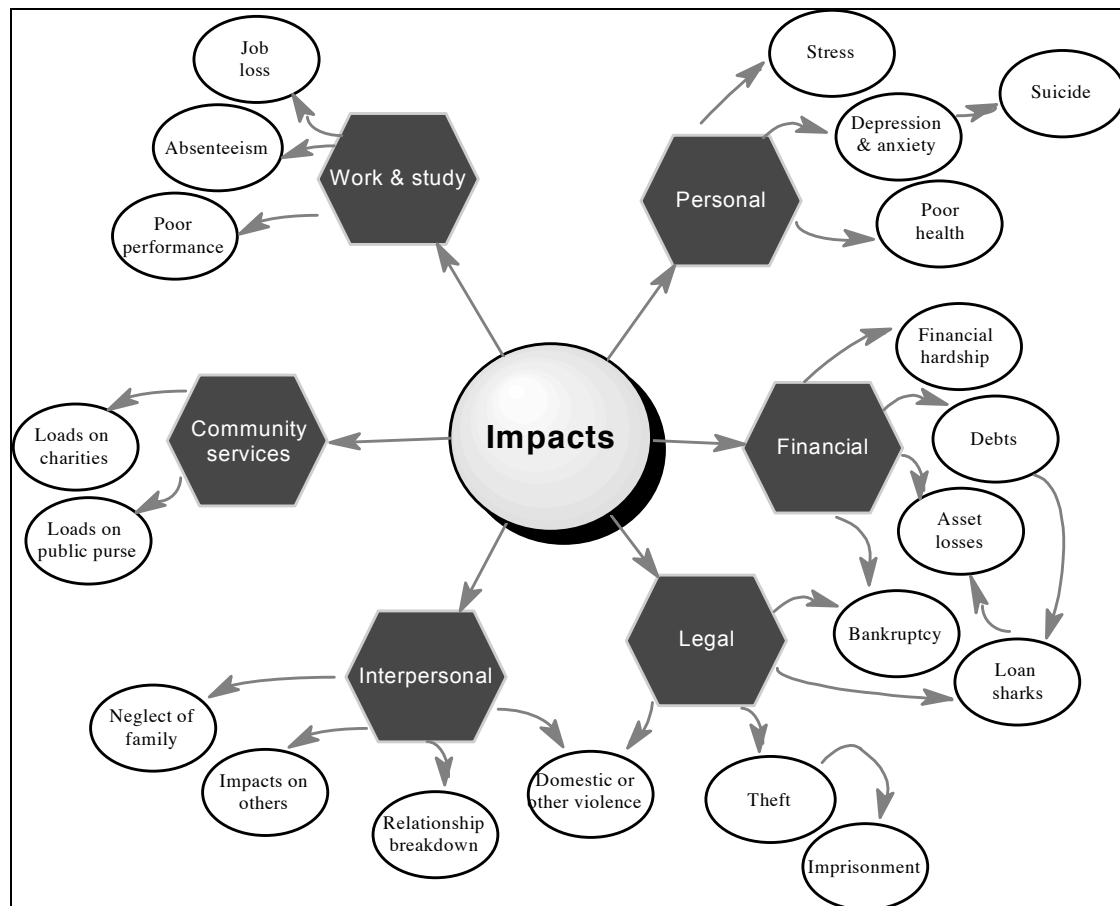 Job
loss
Absenteeism
Poor
performance
Work & study
Stress
Depression
& anxiety
Suicide
Poor
health
Personal
Impacts
Community
services
Loads on
charities
Loads on
public purse
Financial
Financial
hardship
Debts
Asset
losses
Bankruptcy
Loan
sharks
Legal
Interpersonal
Neglect of
family
Impacts on
others
Relationship
breakdown
Domestic or
other violence
Theft
Imprisonment